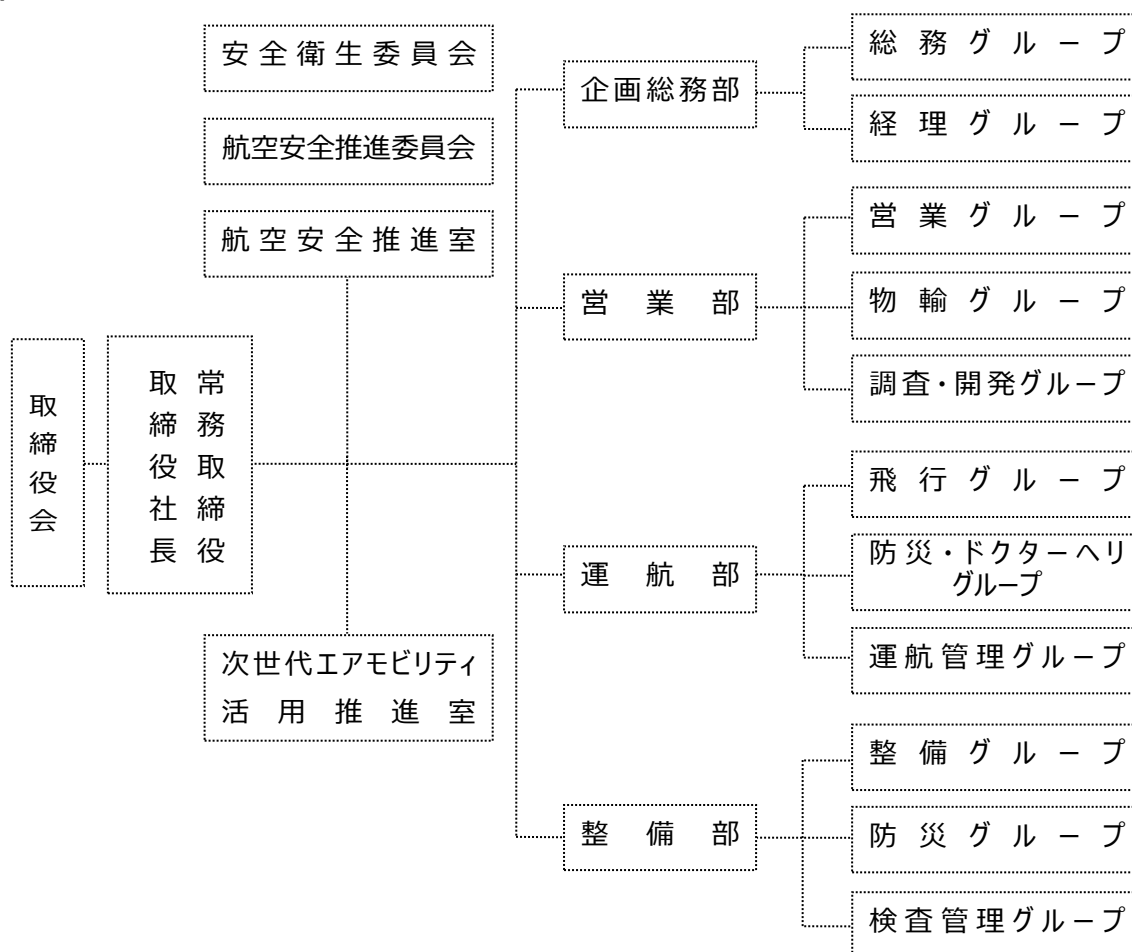 安全衛生委員会
航空安全推進委員会
航空安全推進室
取締役会
常務取締役
取締役社長
次世代エアモビリティ
活用推進室
企画総務部
総務グループ
経理グループ
営業部
営業グループ
物輸グループ
調査・開発グループ
運航部
飛行グループ
防災・ドクターヘリ
グループ
運航管理グループ
整備部
整備グループ
防災グループ
検査管理グループ